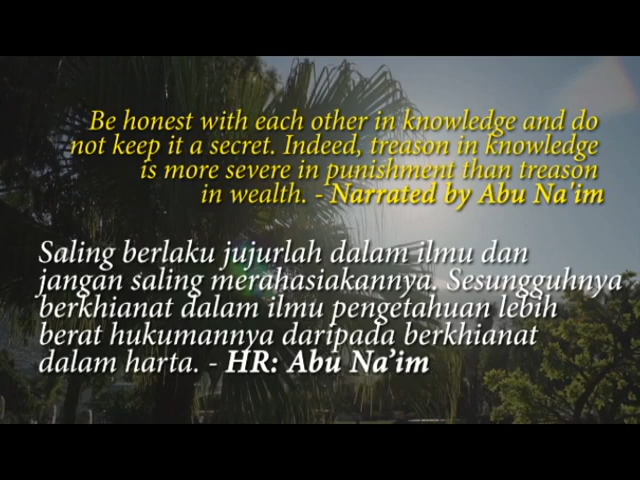 Be honest with each other in knowledge and do
not keep it a secret. Indeed, treason in knowledge
is more severe in punishment than treason
in wealth. - Narrated by Abu Na'im
Saling berlaku jujurlah dalam ilmu dan
jangan saling merahasiakannya. Sesungguhnya
berkhianat dalam ilmu pengetahuan lebih
berat hukumannya daripada berkhianat
dalam harta. - HR: Abu Na’im